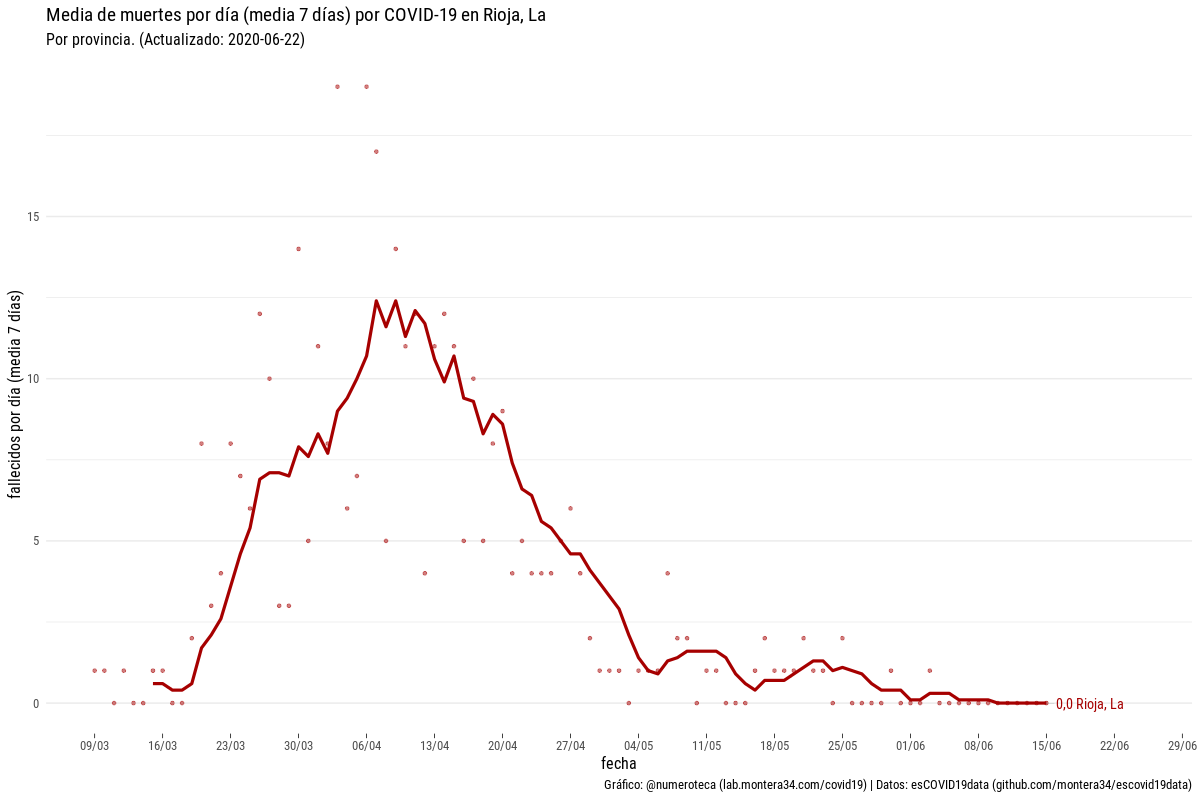 Media de muertes por día (media 7 días) por COVID-19 en Rioja, La
Por provincia. (Actualizado: 2020-06-22)
fallecidos por día (media 7 días)
15
10
5
0
0,0 Rioja, La
09/03 16/03 23/03 30/03 06/04 13/04 20/04 27/04 04/05 11/05 18/05 25/05 01/06 08/06 15/06 22/06 29/06
fecha
Gráfico: @numeroteca (lab.montera34.com/covid19) | Datos: esCOVID19data (github.com/montera34/escovid19data)